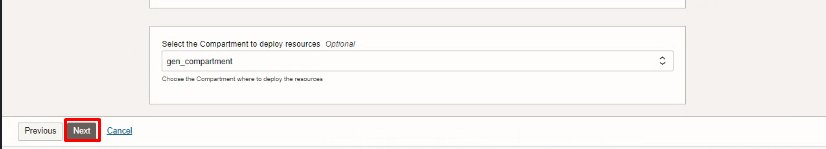 Select the Compartment to deploy resources Optional
gen_compartment
Choose the Compartment where to deploy the resources
Previous Next Cancel